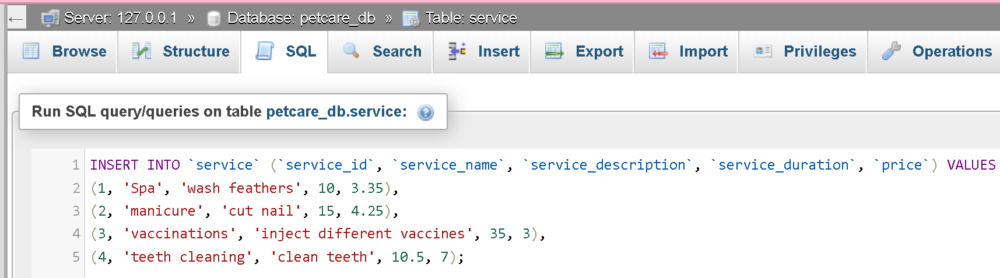 ← Server: 127.0.0.1 » Database: petcare_db » Table: service
Browse Structure SQL Search Insert Export Import Privileges Operations
Run SQL query/queries on table petcare_db.service:
1 INSERT INTO `service` (`service_id`, `service_name`, `service_description`, `service_duration`, `price`) VALUES
2 (1, 'Spa', 'wash feathers', 10, 3.35),
3 (2, 'manicure', 'cut nail', 15, 4.25),
4 (3, 'vaccinations', 'inject different vaccines', 35, 3),
5 (4, 'teeth cleaning', 'clean teeth', 10.5, 7);